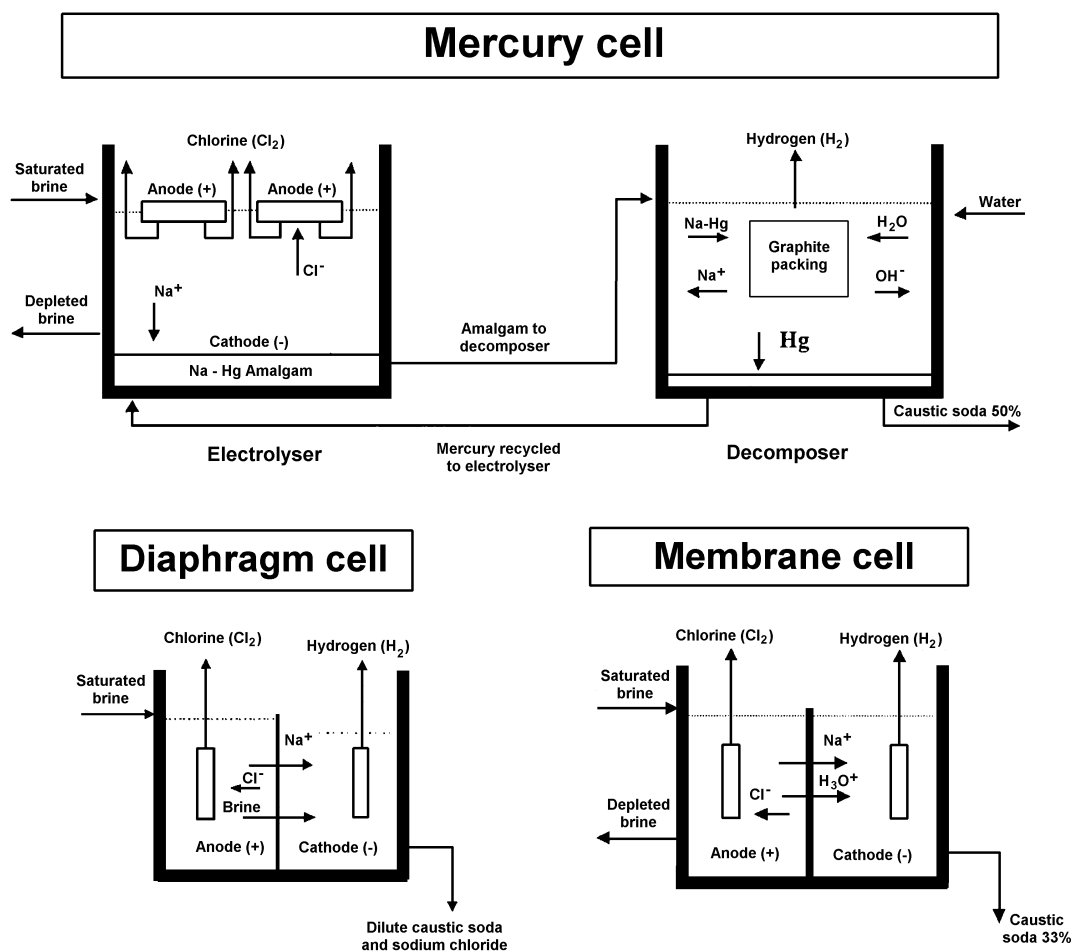 Mercury cell
Chlorine (Cl2)
Saturated
brine
Anode (+)
Anode (+)
Cl-
Na+
Depleted
brine
Cathode (-)
Na - Hg Amalgam
Electrolyser
Amalgam to
decomposer
Mercury recycled
to electrolyser
Hydrogen (H2)
Water
Na-Hg
H2O
Graphite
packing
Na+
OH-
Hg
Caustic soda 50%
Decomposer
Diaphragm cell
Chlorine (Cl2)
Hydrogen (H2)
Saturated
brine
Na+
Cl-
Brine
Anode (+)
Cathode (-)
Dilute caustic soda
and sodium chloride
Membrane cell
Chlorine (Cl2)
Hydrogen (H2)
Saturated
brine
Na+
H3O+
Cl-
Depleted
brine
Anode (+)
Cathode (-)
Caustic
soda 33%